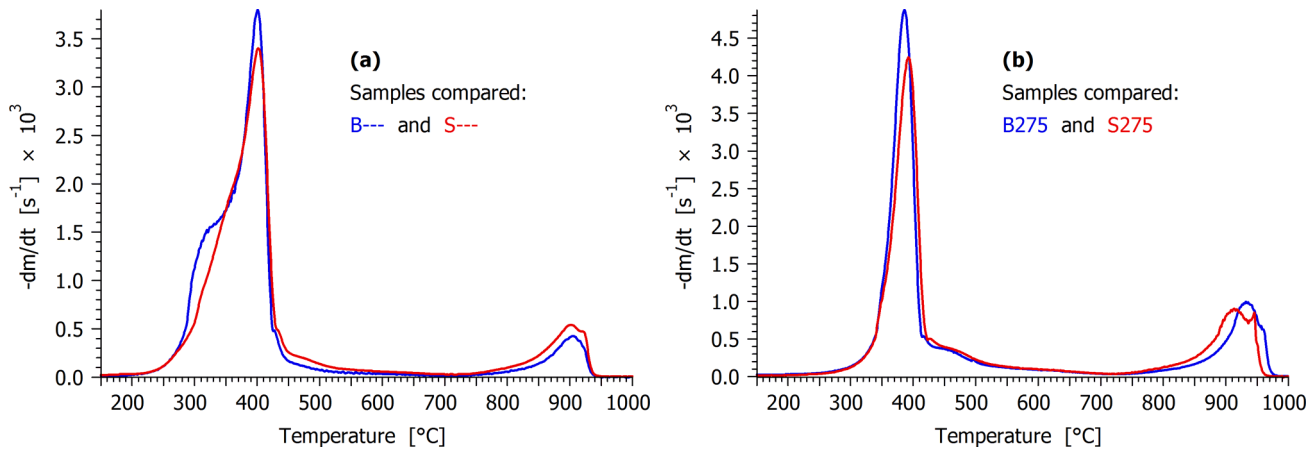 3.5
3.0
2.5
2.0
1.5
1.0
0.5
0.0
-dm/dt [s⁻¹] × 10³
(a)
Samples compared:
B--- and S---
200 300 400 500 600 700 800 900 1000
Temperature [°C]
4.5
4.0
3.5
3.0
2.5
2.0
1.5
1.0
0.5
0.0
-dm/dt [s⁻¹] × 10³
(b)
Samples compared:
B275 and S275
200 300 400 500 600 700 800 900 1000
Temperature [°C]